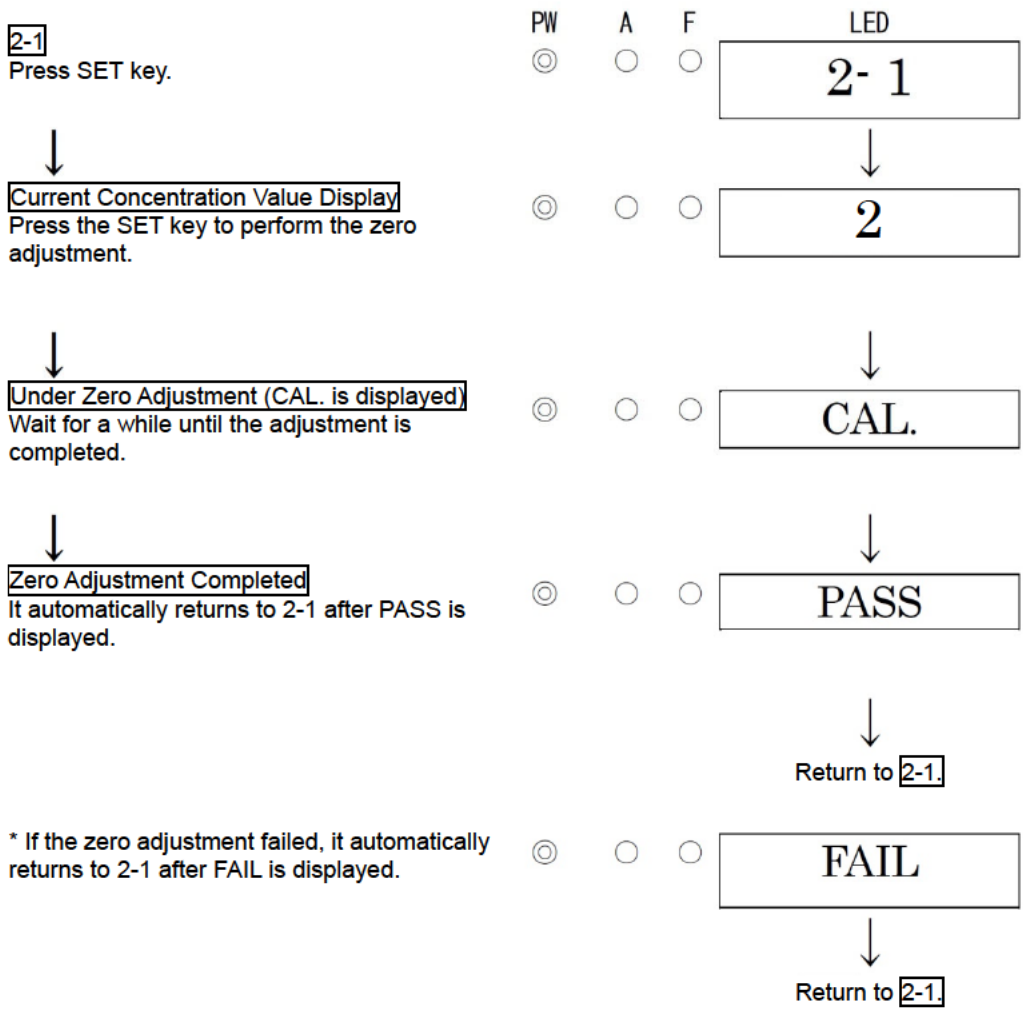 PW A F LED
2-1
Press SET key.
2- 1
Current Concentration Value Display
Press the SET key to perform the zero
adjustment.
2
Under Zero Adjustment (CAL. is displayed)
Wait for a while until the adjustment is
completed.
CAL.
Zero Adjustment Completed
It automatically returns to 2-1 after PASS is
displayed.
PASS
Return to 2-1.
* If the zero adjustment failed, it automatically
returns to 2-1 after FAIL is displayed.
FAIL
Return to 2-1.